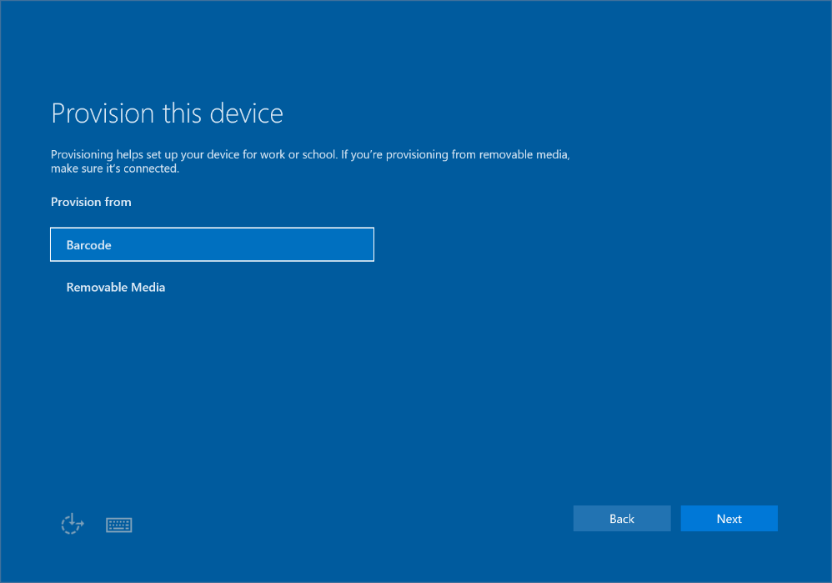 Provision this device
Provisioning helps set up your device for work or school. If you're provisioning from removable media,
make sure it's connected.
Provision from
Barcode
Removable Media
Back
Next